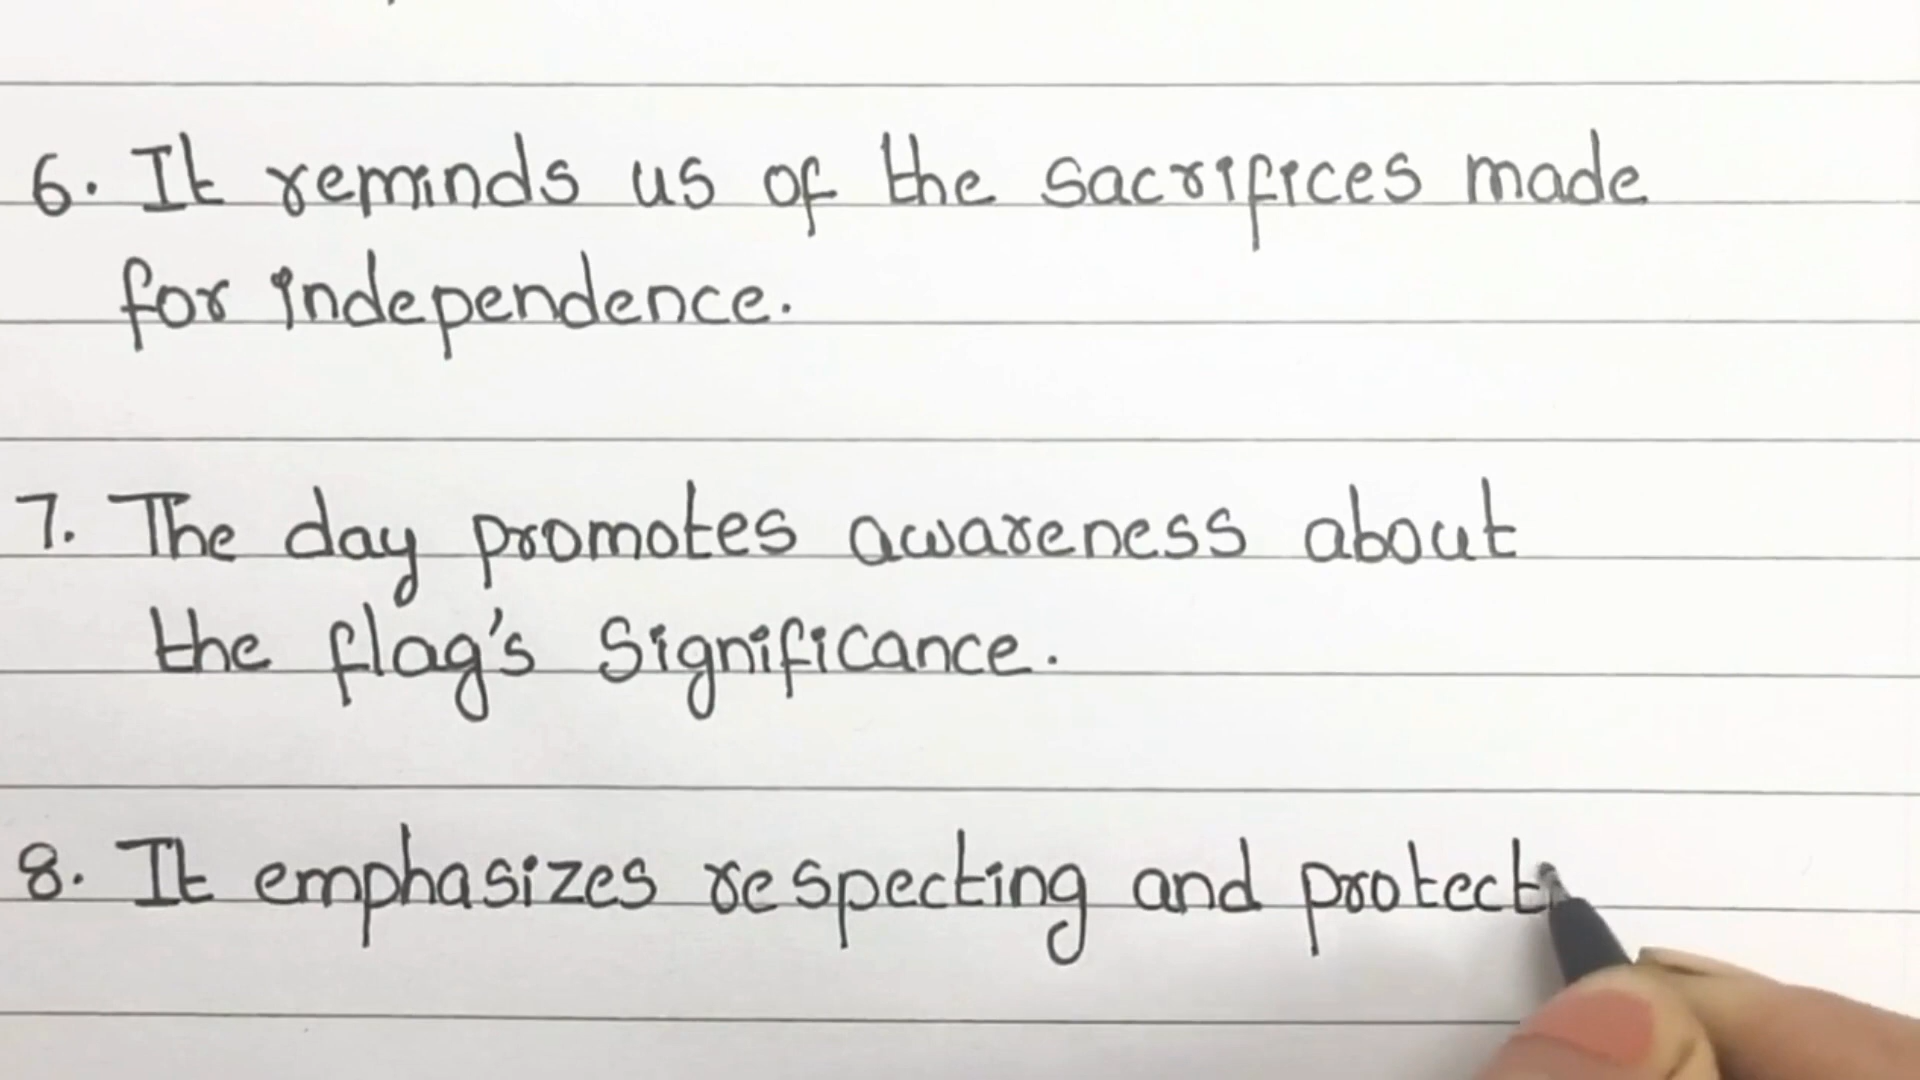 6. It reminds us of the sacrifices made
for independence.
7. The day promotes awareness about
the flag's Significance.
8. It emphasizes respecting and protect